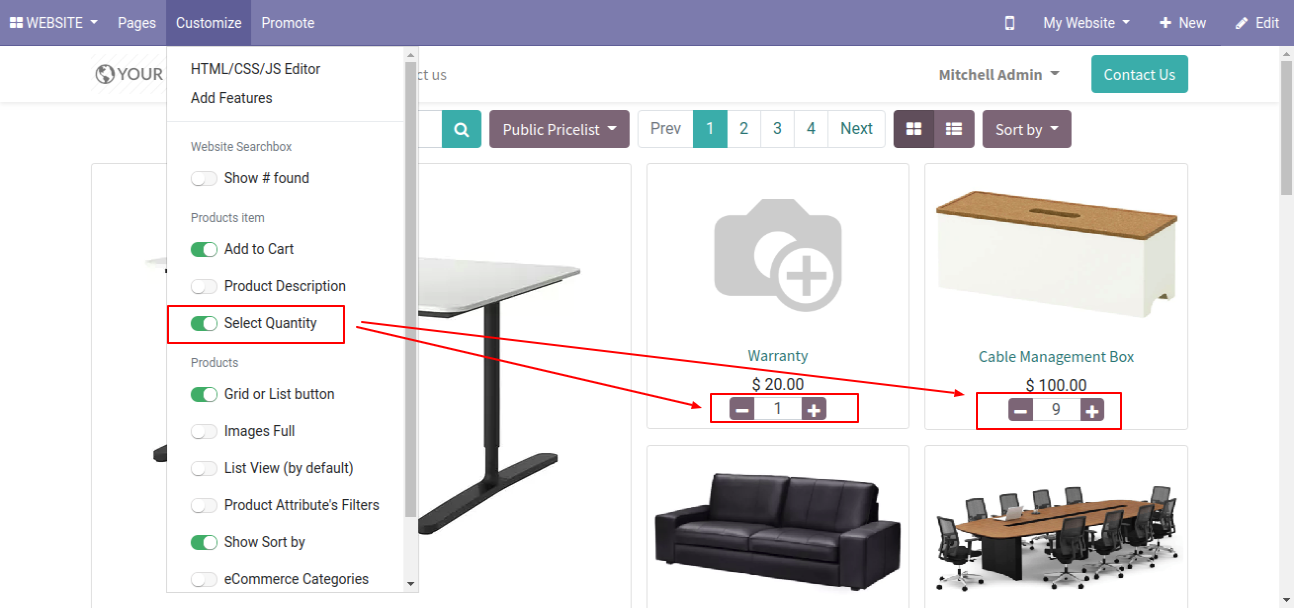 WEBSITE Pages Customize Promote My Website New Edit
HTML/CSS/JS Editor
Add Features
YOUR ct us Mitchell Admin Contact Us
Public Pricelist Prev 1 2 3 4 Next Sort by
Website Searchbox
Show # found
Products item
Add to Cart
Product Description
Select Quantity
Products
Grid or List button
Images Full
List View (by default)
Product Attribute's Filters
Show Sort by
eCommerce Categories
Warranty
$ 20.00
1
Cable Management Box
$ 100.00
9